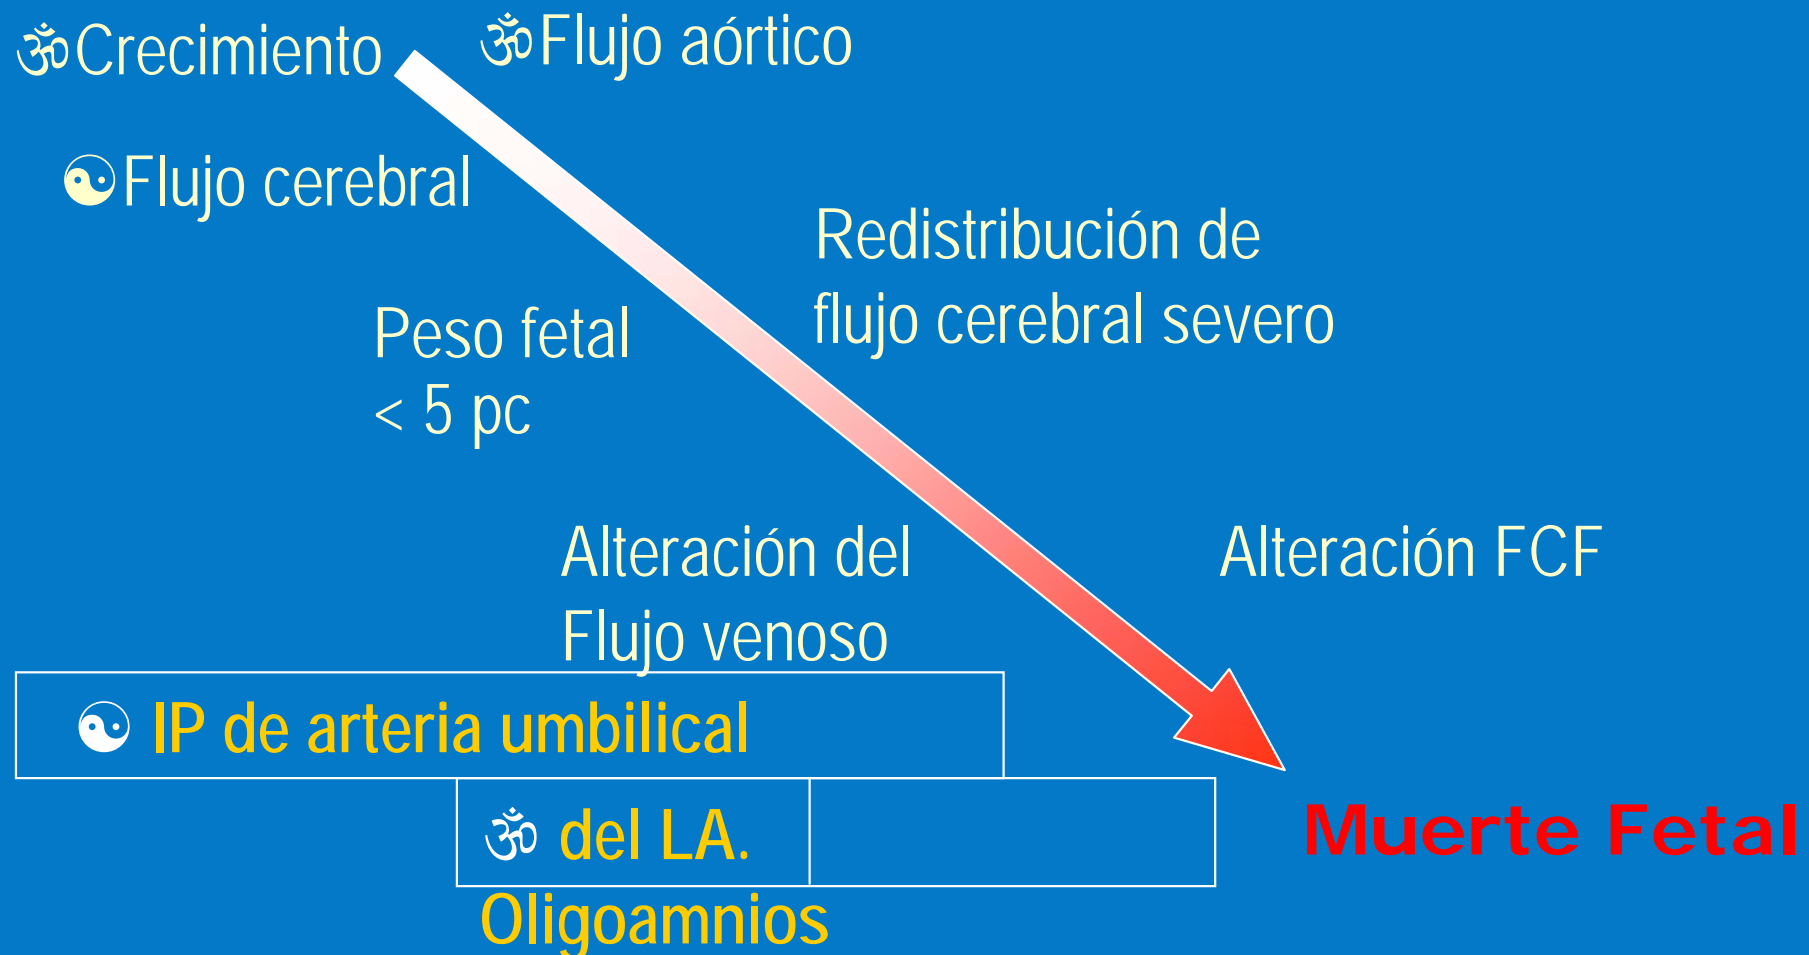 ॐCrecimiento
ॐFlujo aórtico
☯Flujo cerebral
Redistribución de
flujo cerebral severo
Peso fetal
< 5 pc
Alteración del
Flujo venoso
Alteración FCF
☯ IP de arteria umbilical
ॐ del LA.
Oligoamnios
Muerte Fetal